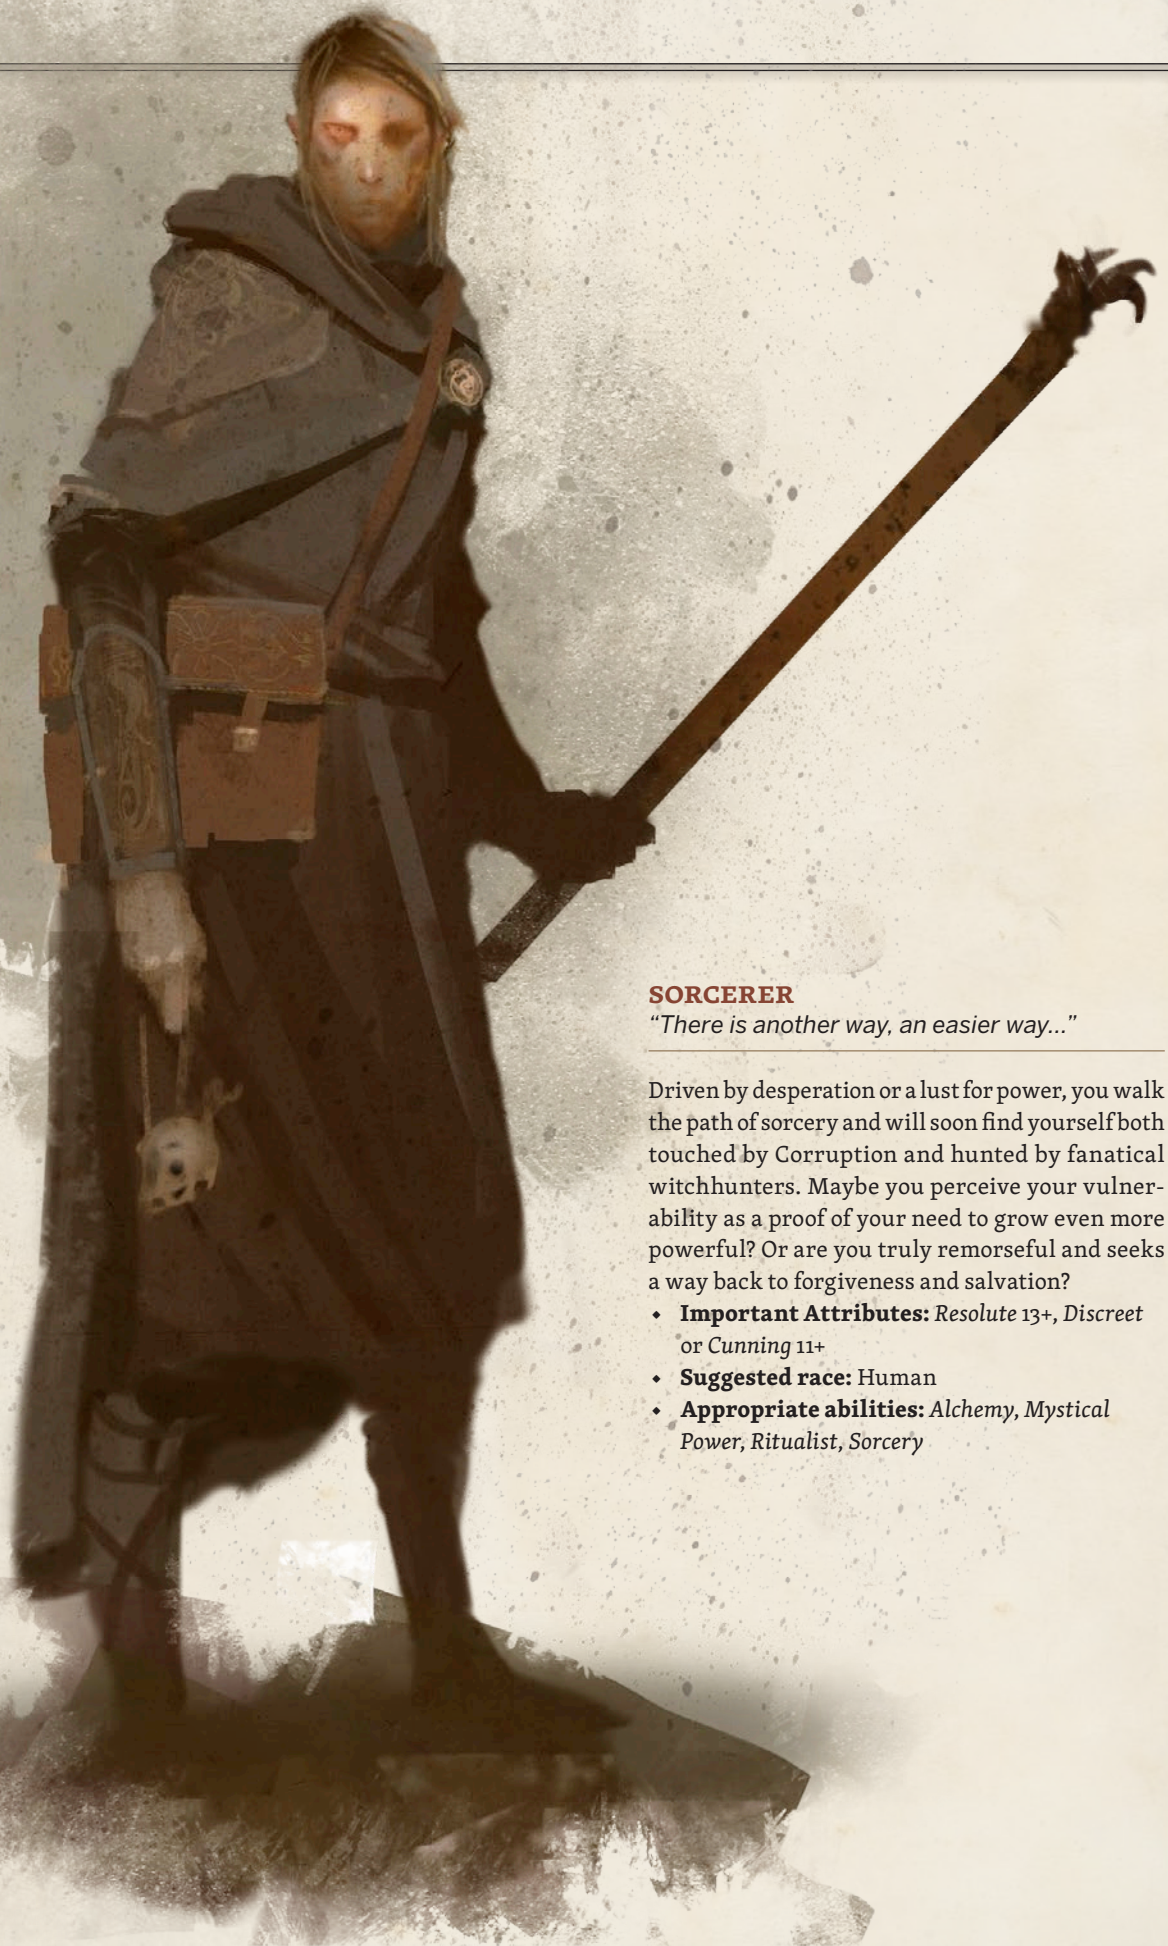 SORCERER
“There is another way, an easier way...”
Driven by desperation or a lust for power, you walk
the path of sorcery and will soon find yourself both
touched by Corruption and hunted by fanatical
witchhunters. Maybe you perceive your vulner-
ability as a proof of your need to grow even more
powerful? Or are you truly remorseful and seeks
a way back to forgiveness and salvation?
◆ Important Attributes: Resolute 13+, Discreet
or Cunning 11+
◆ Suggested race: Human
◆ Appropriate abilities: Alchemy, Mystical
Power, Ritualist, Sorcery